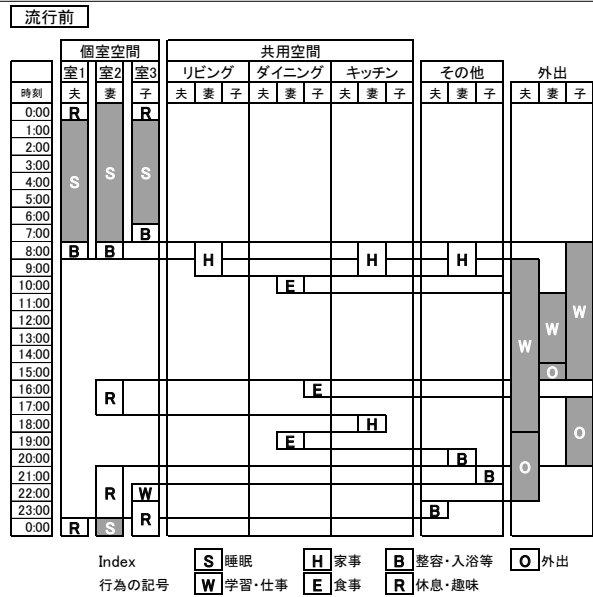 流行前
個室空間 共用空間
室1 室2 室3 リビング ダイニング キッチン その他 外出
時刻 夫 妻 子 夫 妻 子 夫 妻 子 夫 妻 子 夫 妻 子 夫 妻 子
0:00 R R
1:00
2:00
3:00 S S
4:00 S
5:00
6:00
7:00 B
8:00 B B
9:00 H H H
10:00 E
11:00 W
12:00 W
13:00 W
14:00
15:00 O
16:00 E
17:00 R
18:00 H O
19:00 E
20:00 B O
21:00 B
22:00 R W
23:00 R B
0:00 R S
Index S 睡眠 H 家事 B 整容・入浴等 O 外出
行為の記号 W 学習・仕事 E 食事 R 休息・趣味